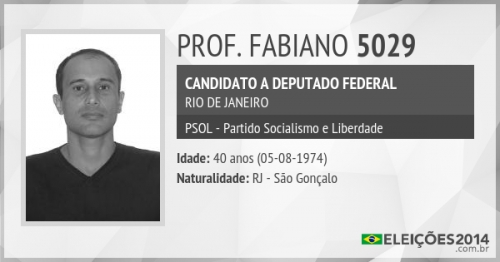 PROF. FABIANO 5029
CANDIDATO A DEPUTADO FEDERAL
RIO DE JANEIRO
PSOL - Partido Socialismo e Liberdade
Idade: 40 anos (05-08-1974)
Naturalidade: RJ - São Gonçalo
ELEIÇÕES2014
.com.br